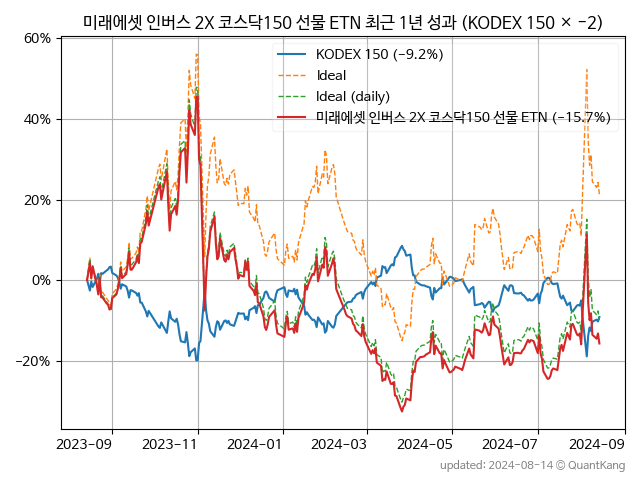 미래에셋 인버스 2X 코스닥150 선물 ETN 최근 1년 성과 (KODEX 150 × −2)
60%
40%
20%
0%
−20%
KODEX 150 (−9.2%)
Ideal
Ideal (daily)
미래에셋 인버스 2X 코스닥150 선물 ETN (−15.7%)
2023−09
2023−11
2024−01
2024−03
2024−05
2024−07
2024−09
updated: 2024−08−14 © QuantKang